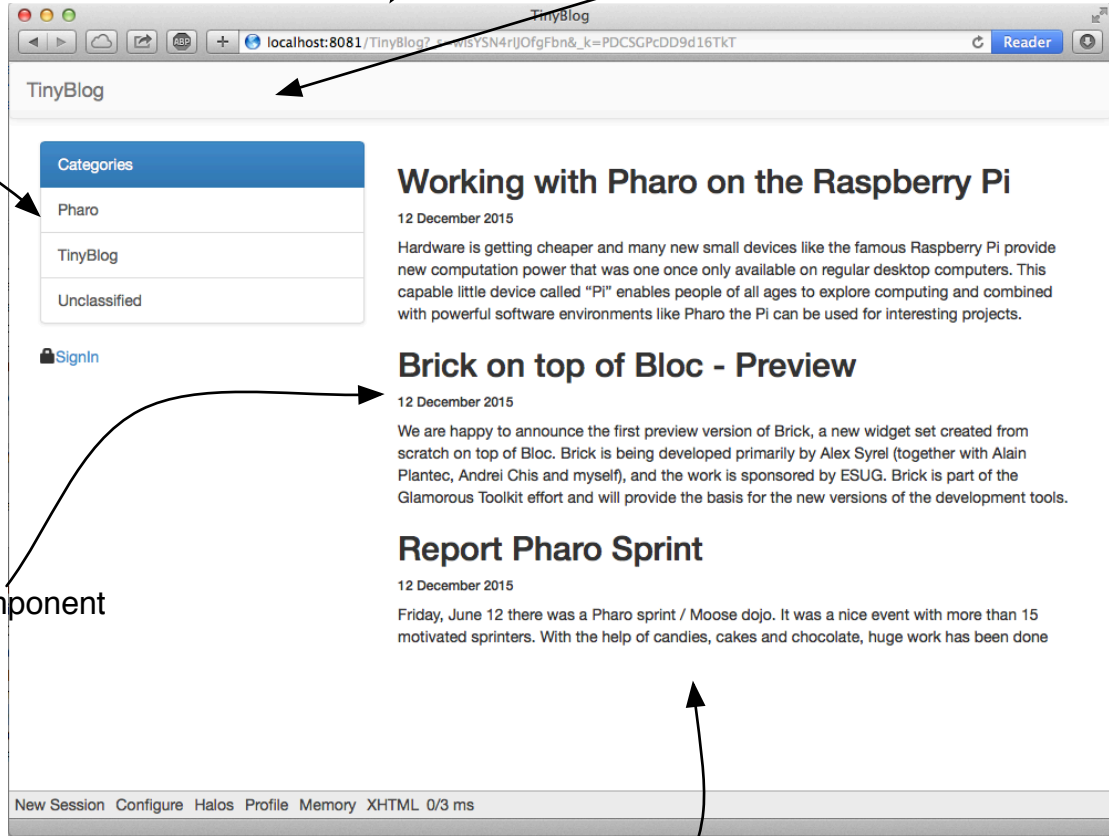 TinyBlog
ABP
localhost:8081/TinyBlog?
Reader
TinyBlog
Categories
Pharo
TinyBlog
Unclassified
SignIn
Working with Pharo on the Raspberry Pi
12 December 2015
Hardware is getting cheaper and many new small devices like the famous Raspberry Pi provide
new computation power that was one once only available on regular desktop computers. This
capable little device called “Pi” enables people of all ages to explore computing and combined
with powerful software environments like Pharo the Pi can be used for interesting projects.
Brick on top of Bloc - Preview
12 December 2015
We are happy to announce the first preview version of Brick, a new widget set created from
scratch on top of Bloc. Brick is being developed primarily by Alex Syrel (together with Alain
Plantec, Andrei Chis and myself), and the work is sponsored by ESUG. Brick is part of the
Glamorous Toolkit effort and will provide the basis for the new versions of the development tools.
Report Pharo Sprint
12 December 2015
Friday, June 12 there was a Pharo sprint / Moose dojo. It was a nice event with more than 15
motivated sprinters. With the help of candies, cakes and chocolate, huge work has been done
ponent
New Session Configure Halos Profile Memory XHTML 0/3 ms